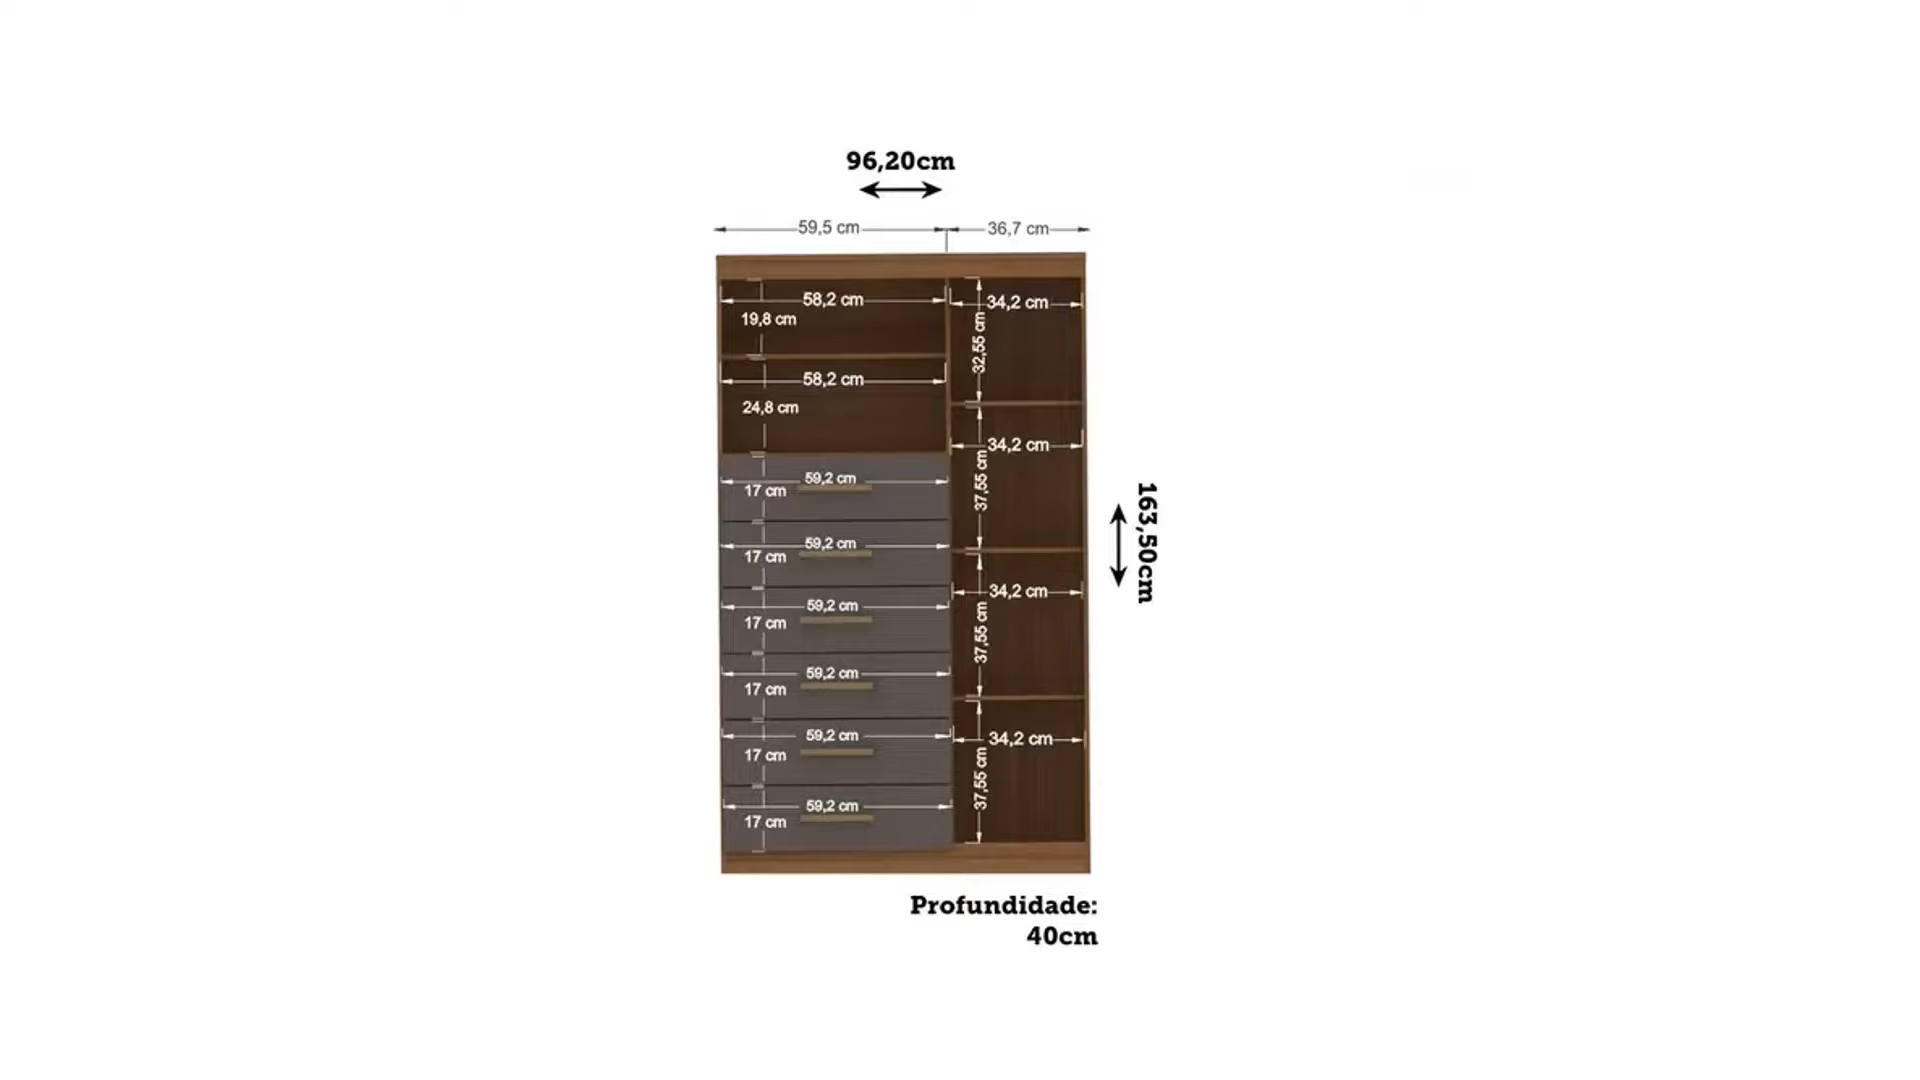 96,20cm
59,5 cm
36,7 cm
58,2 cm
34,2 cm
19,8 cm
32,55 cm
58,2 cm
24,8 cm
34,2 cm
37,55 cm
59,2 cm
17 cm
59,2 cm
17 cm
163,50cm
34,2 cm
37,55 cm
59,2 cm
17 cm
59,2 cm
17 cm
59,2 cm
34,2 cm
17 cm
37,55 cm
59,2 cm
17 cm
Profundidade:
40cm